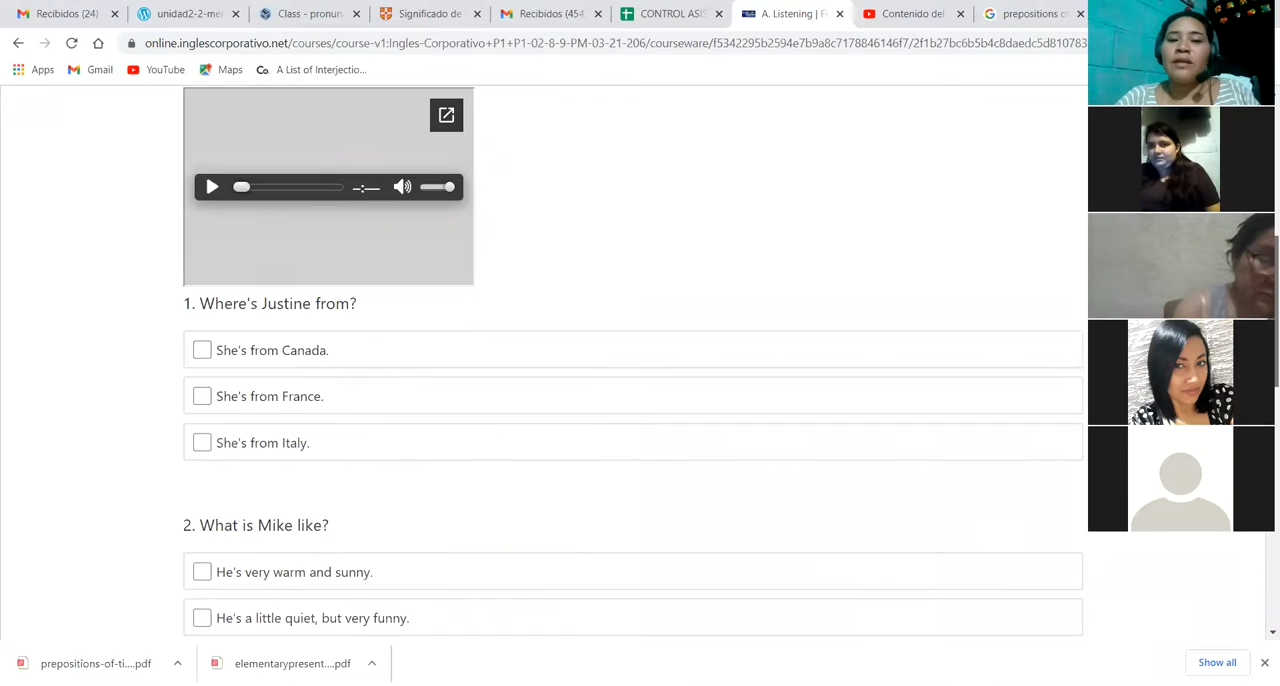 Recibidos (24)
unidad2-2-me
Class - pronun
Significado de
Recibidos (454
CONTROL ASIS
A. Listening | Fi
Contenido del
prepositions o
online.inglescorporativo.net/courses/course-v1:Ingles-Corporativo+P1+P1-02-8-9-PM-03-21-206/courseware/f5342295b2594e7b9a8c7178846146f7/2f1b27bc6b5b4c8daedc5d810783
Apps
Gmail
YouTube
Maps
Co. A List of Interjectio...
-:--
1. Where's Justine from?
She's from Canada.
She's from France.
She's from Italy.
2. What is Mike like?
He's very warm and sunny.
He's a little quiet, but very funny.
prepositions-of-ti....pdf
elementarypresent....pdf
Show all